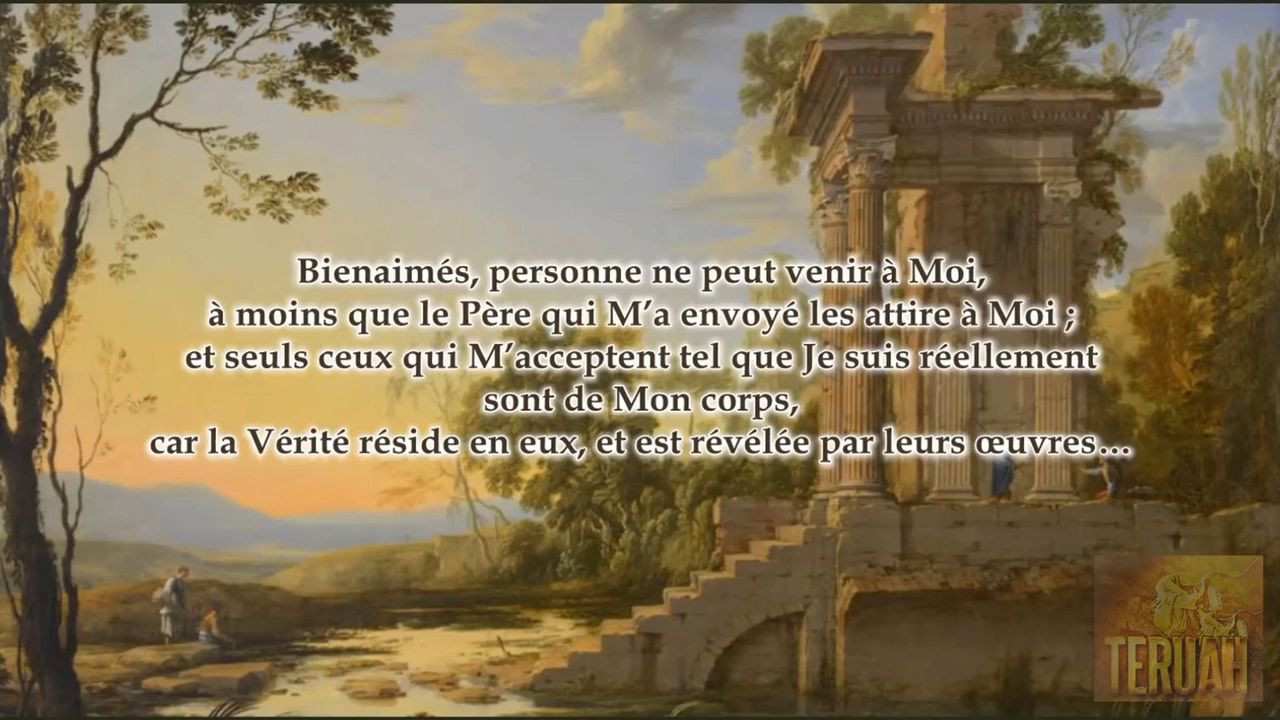 Bienaimés, personne ne peut venir à Moi,
à moins que le Père qui M’a envoyé les attire à Moi ;
et seuls ceux qui M’acceptent tel que Je suis réellement
sont de Mon corps,
car la Vérité réside en eux, et est révélée par leurs œuvres…
TERUAH